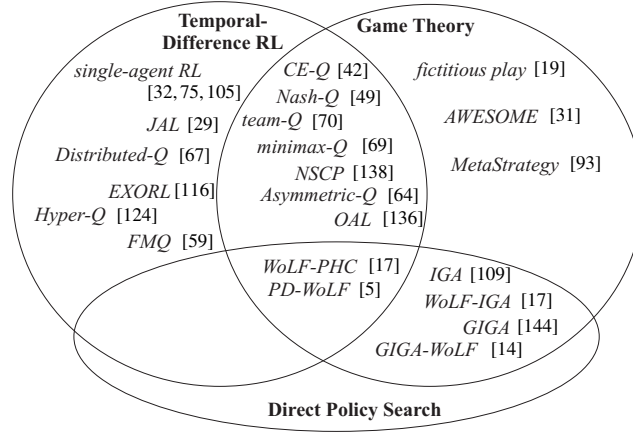 Temporal-
Difference RL
Game Theory
single-agent RL
[32,75,105]
JAL [29]
Distributed-Q [67]
EXORL [116]
Hyper-Q [124]
FMQ [59]
CE-Q [42]
Nash-Q [49]
team-Q [70]
minimax-Q [69]
NSCP [138]
Asymmetric-Q [64]
OAL [136]
fictitious play [19]
AWESOME [31]
MetaStrategy [93]
WoLF-PHC [17]
PD-WoLF [5]
IGA [109]
WoLF-IGA [17]
GIGA [144]
GIGA-WoLF [14]
Direct Policy Search